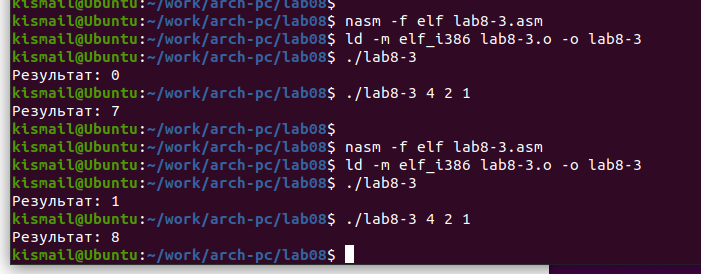 kismail@Ubuntu:~/work/arch-pc/lab08$
kismail@Ubuntu:~/work/arch-pc/lab08$ nasm -f elf lab8-3.asm
kismail@Ubuntu:~/work/arch-pc/lab08$ ld -m elf_i386 lab8-3.o -o lab8-3
kismail@Ubuntu:~/work/arch-pc/lab08$ ./lab8-3
Результат: 0
kismail@Ubuntu:~/work/arch-pc/lab08$ ./lab8-3 4 2 1
Результат: 7
kismail@Ubuntu:~/work/arch-pc/lab08$
kismail@Ubuntu:~/work/arch-pc/lab08$ nasm -f elf lab8-3.asm
kismail@Ubuntu:~/work/arch-pc/lab08$ ld -m elf_i386 lab8-3.o -o lab8-3
kismail@Ubuntu:~/work/arch-pc/lab08$ ./lab8-3
Результат: 1
kismail@Ubuntu:~/work/arch-pc/lab08$ ./lab8-3 4 2 1
Результат: 8
kismail@Ubuntu:~/work/arch-pc/lab08$